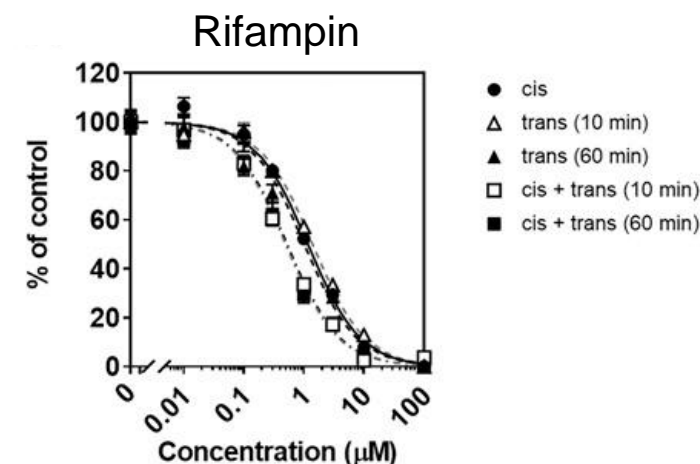 Rifampin
120
100
80
60
40
20
0
% of control
0
0.01
0.1
1
10
100
Concentration (µM)
cis
trans (10 min)
trans (60 min)
cis + trans (10 min)
cis + trans (60 min)